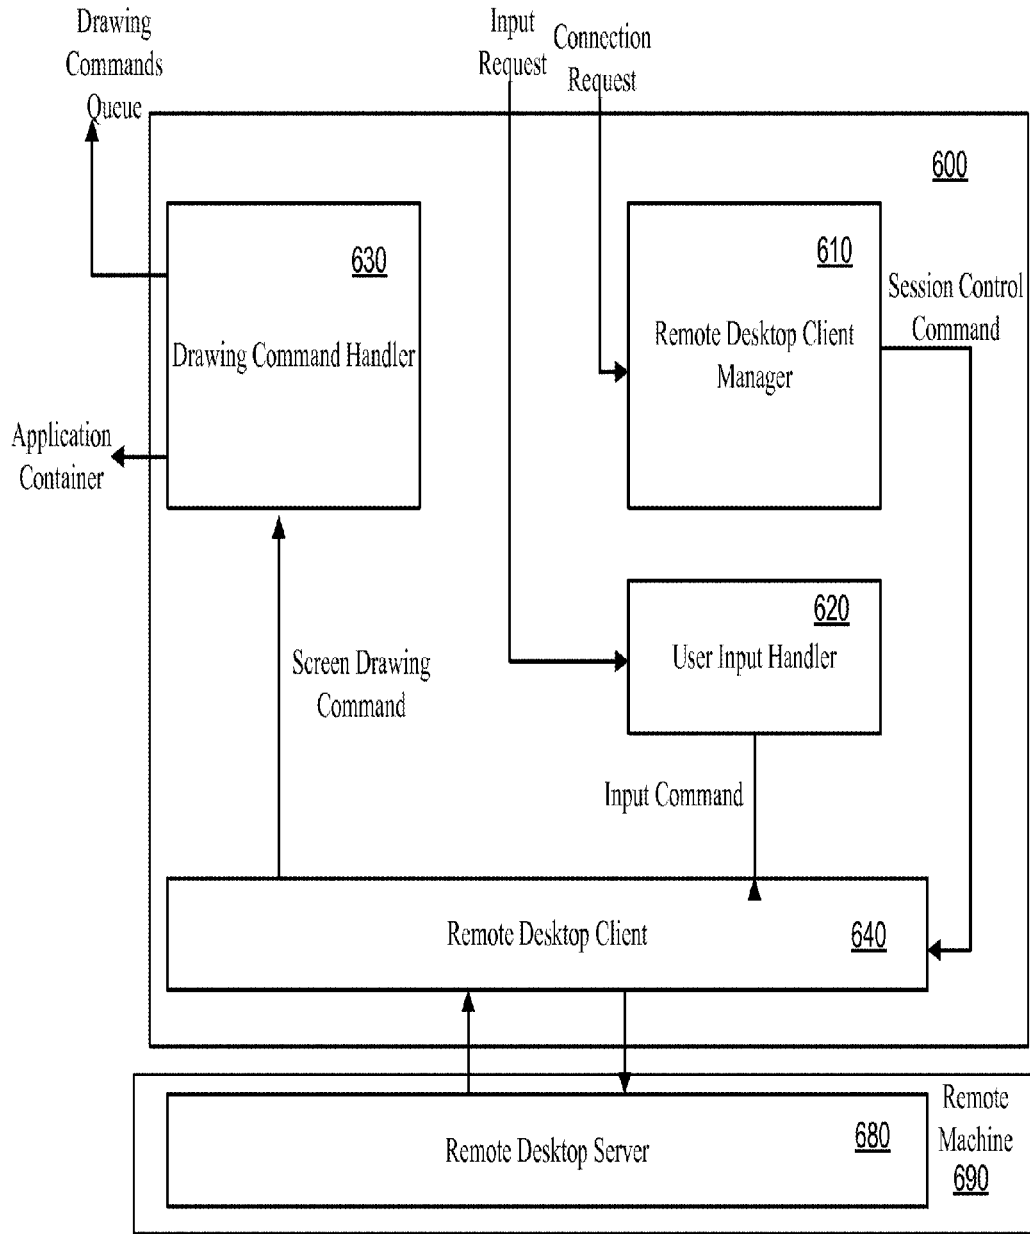 Drawing
Commands
Queue
Input
Request
Connection
Request
600
630
Drawing Command Handler
610
Remote Desktop Client
Manager
Session Control
Command
Application
Container
620
User Input Handler
Screen Drawing
Command
Input Command
Remote Desktop Client
640
Remote Desktop Server
680
Remote
Machine
690